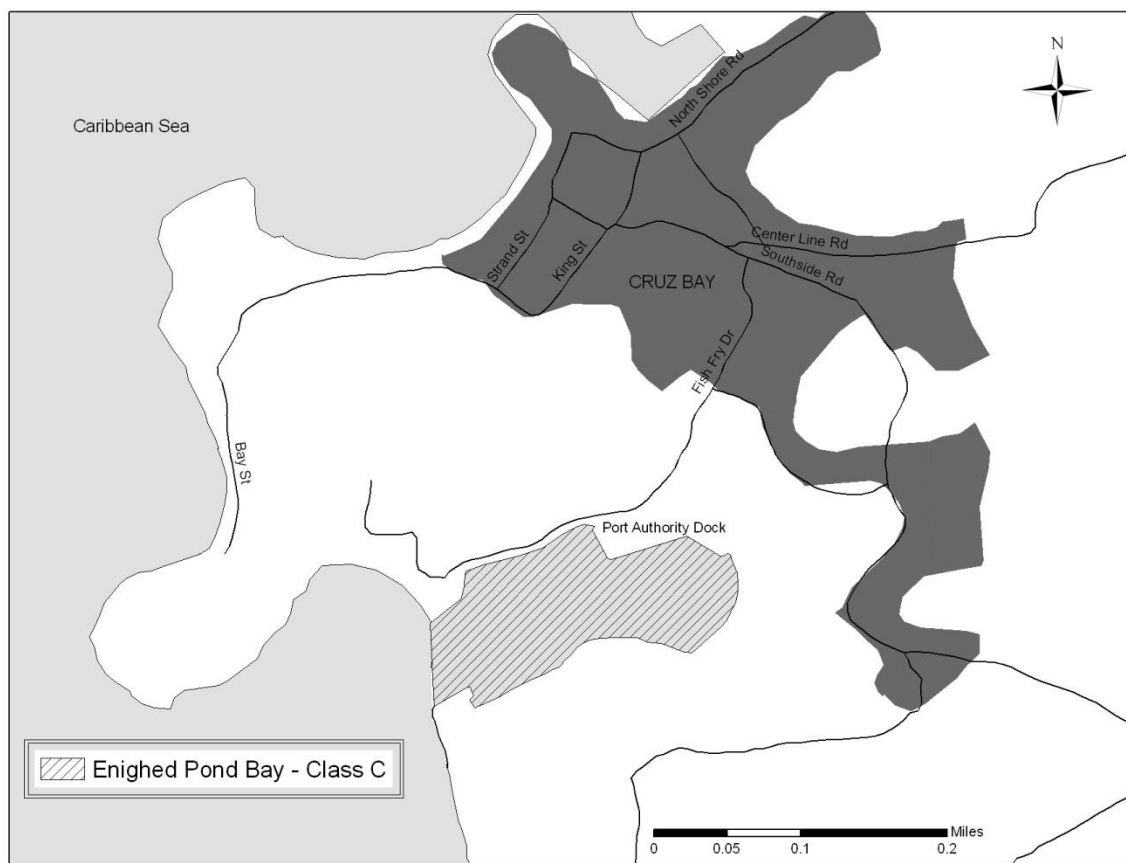 N
North Shore Rd
Caribbean Sea
Center Line Rd
Strand St
King St
Southside Rd
CRUZ BAY
Fish Fry Dr
Bay St
Port Authority Dock
Enighed Pond Bay - Class C
Miles
0 0.05 0.1 0.2